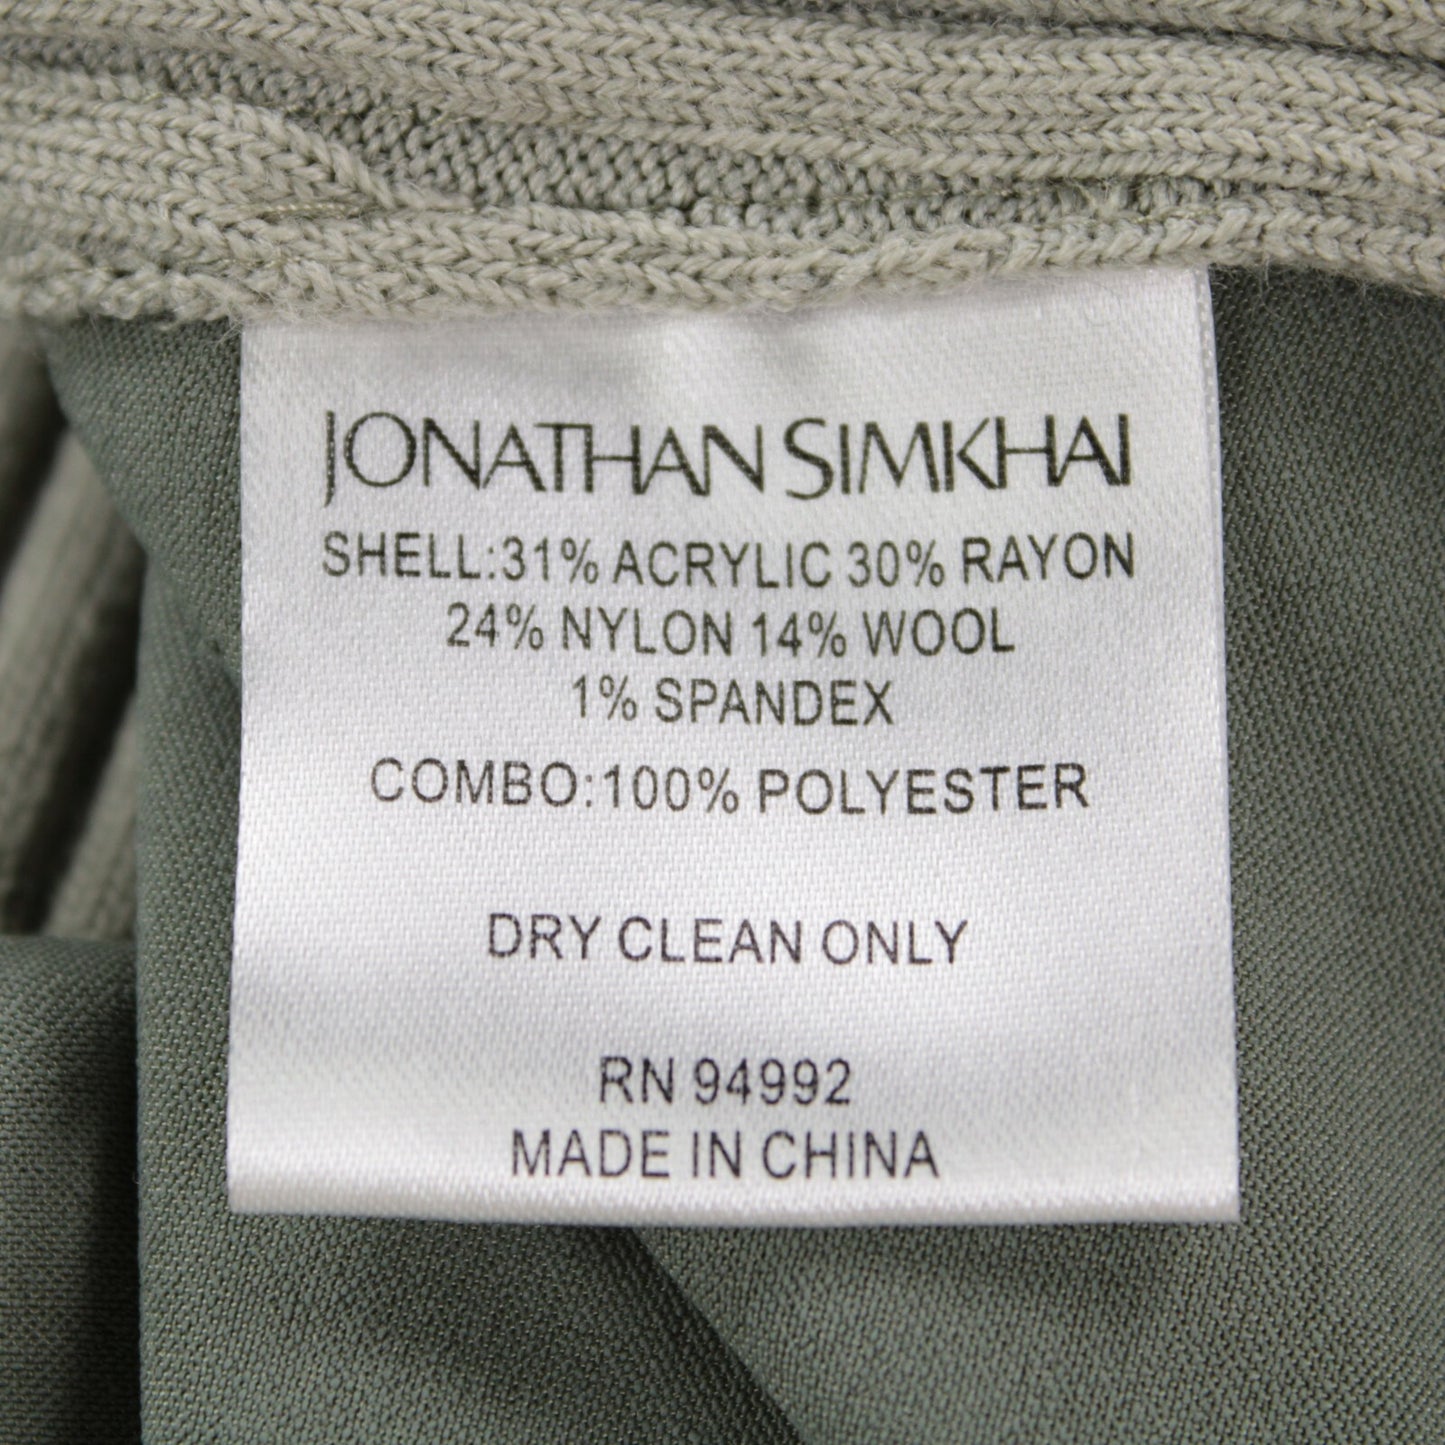 JONATHAN SIMKHAI
SHELL:31% ACRYLIC 30% RAYON
24% NYLON 14% WOOL
1% SPANDEX
COMBO:100% POLYESTER
DRY CLEAN ONLY
RN 94992
MADE IN CHINA